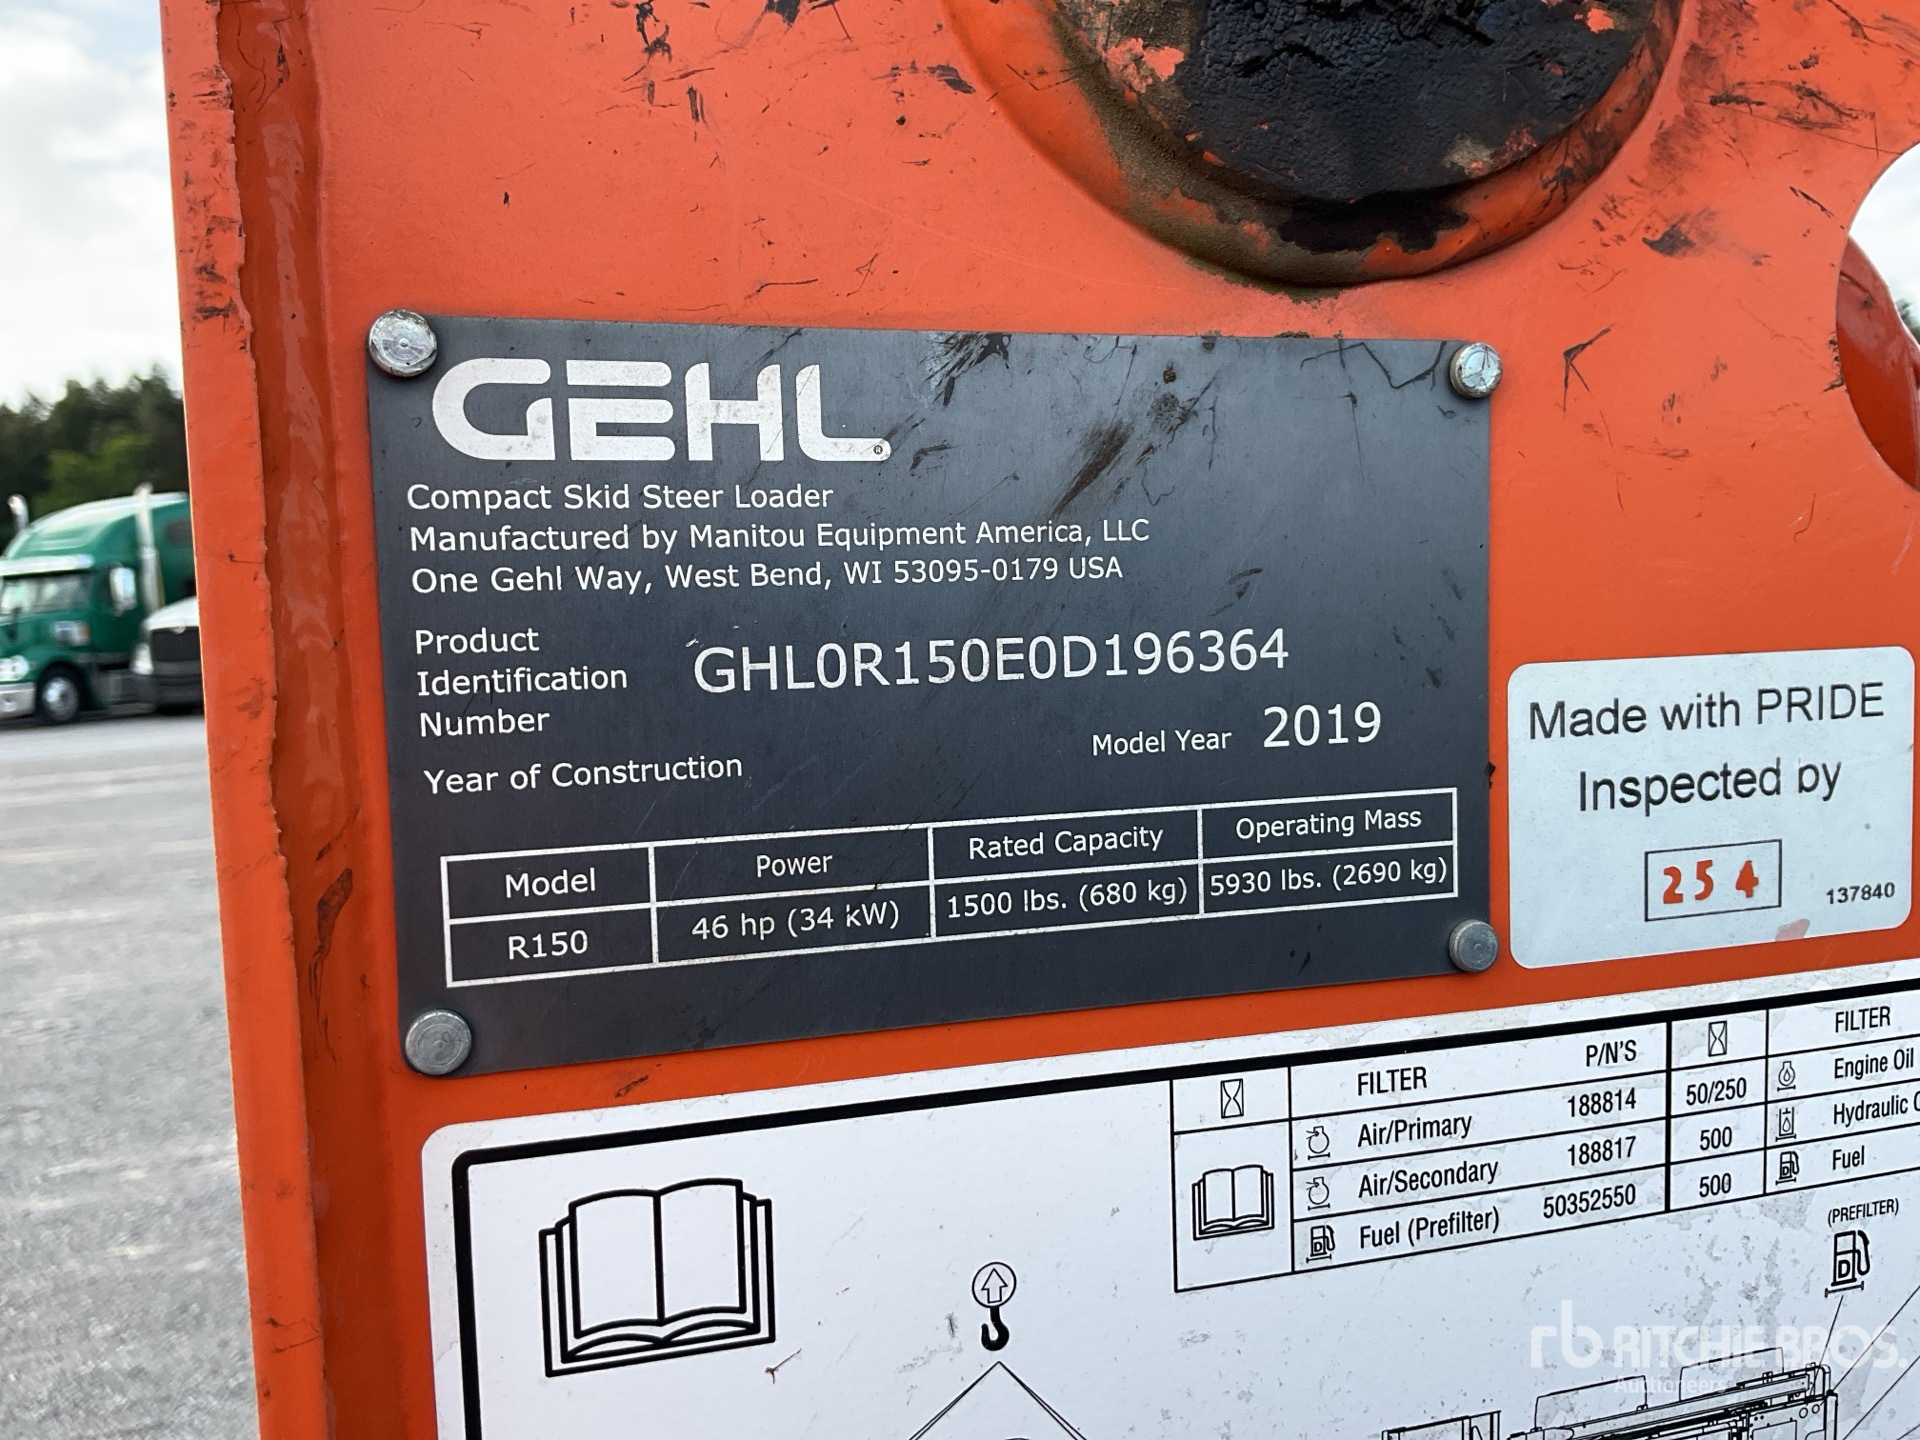 GEHL®
Compact Skid Steer Loader
Manufactured by Manitou Equipment America, LLC
One Gehl Way, West Bend, WI 53095-0179 USA
Product
Identification
Number
GHL0R150E0D196364
Year of Construction
Model Year 2019
Model Power Rated Capacity Operating Mass
R150 46 hp (34 kW) 1500 lbs. (680 kg) 5930 lbs. (2690 kg)
Made with PRIDE
Inspected by
254
137840
FILTER P/N'S FILTER
Air/Primary 188814 50/250 Engine Oil
Air/Secondary 188817 500 Hydraulic
Fuel (Prefilter) 50352550 500 Fuel
(PREFILTER)
D
rb RITCHIE BROS.
Auctioneers